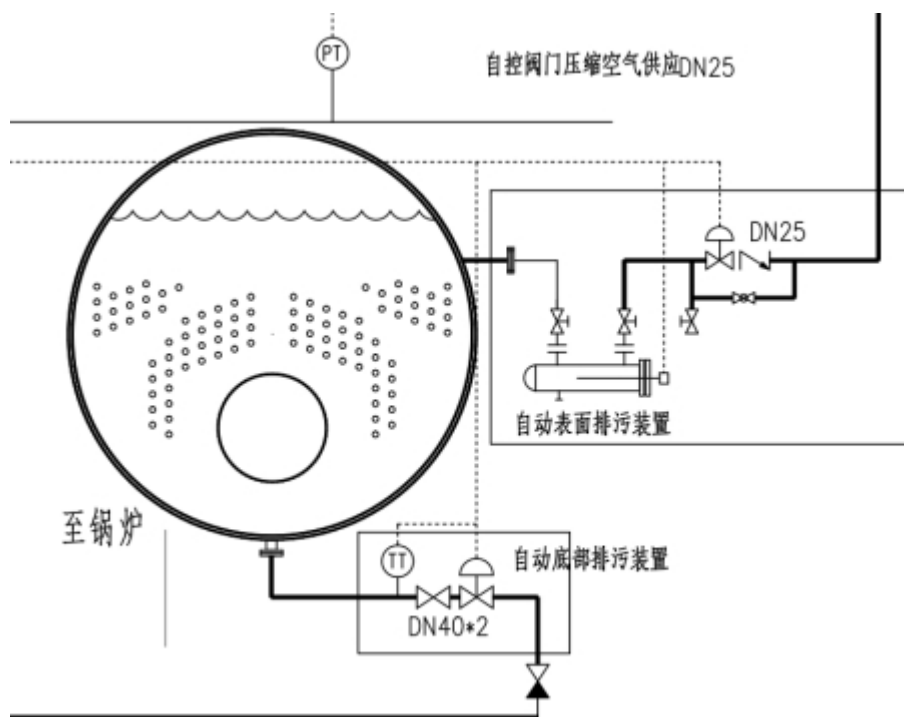 PT
自控阀门压缩空气供应DN25
DN25
自动表面排污装置
至锅炉
TT
自动底部排污装置
DN40*2